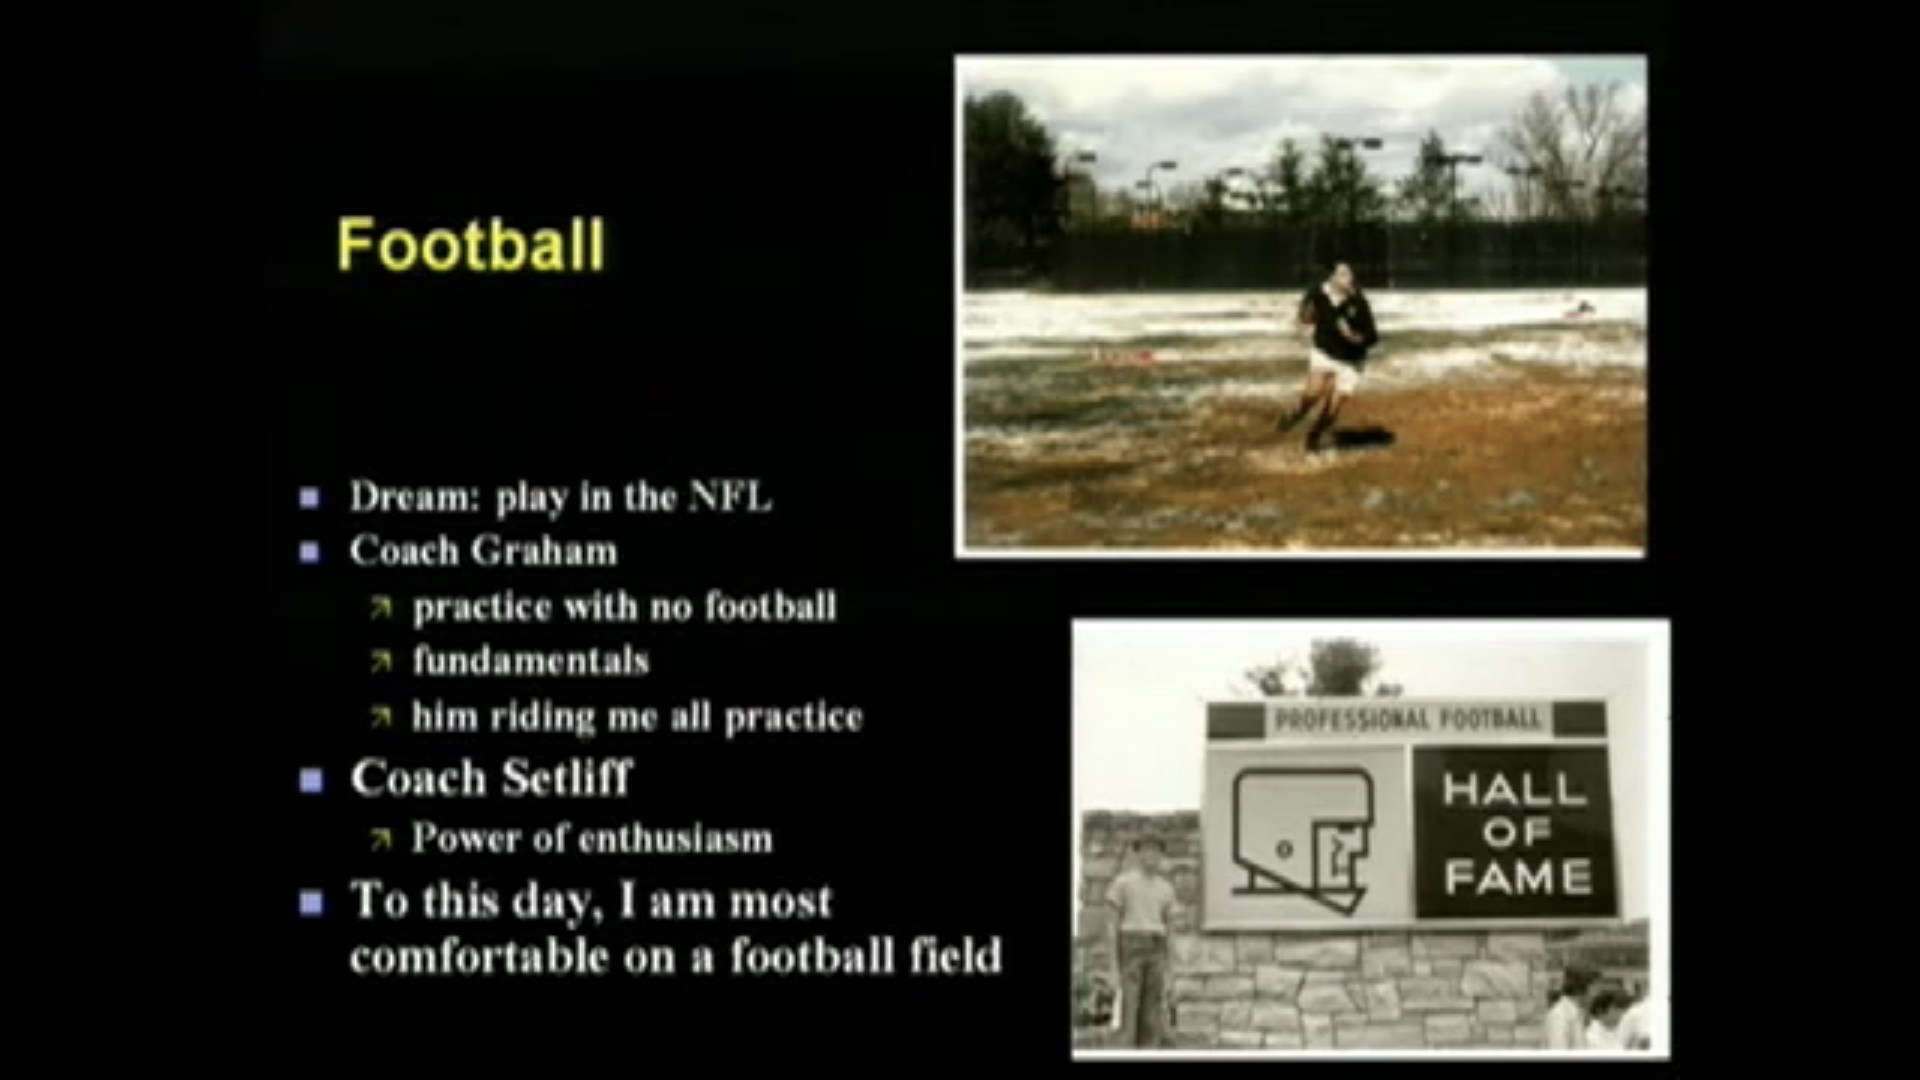 Football
Dream: play in the NFL
Coach Graham
practice with no football
fundamentals
him riding me all practice
Coach Setliff
Power of enthusiasm
To this day, I am most
comfortable on a football field
PROFESSIONAL FOOTBALL
HALL
OF
FAME